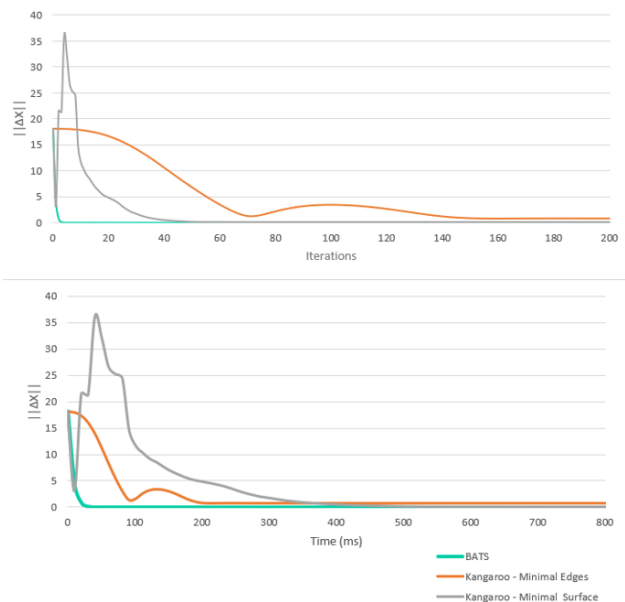 40
35
30
25
20
15
10
5
0
||ΔX||
0 20 40 60 80 100 120 140 160 180 200
Iterations
40
35
30
25
20
15
10
5
0
||ΔX||
0 100 200 300 400 500 600 700 800
Time (ms)
BATS
Kangaroo - Minimal Edges
Kangaroo - Minimal Surface